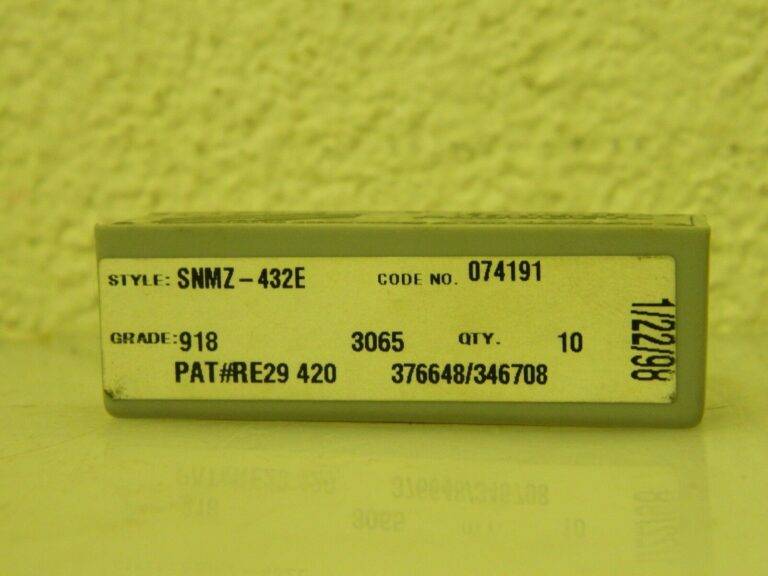 STYLE: SNMZ-432E CODE NO. 074191
GRADE: 918 3065 QTY. 10
PAT#RE29 420 376648/346708
1/22/98